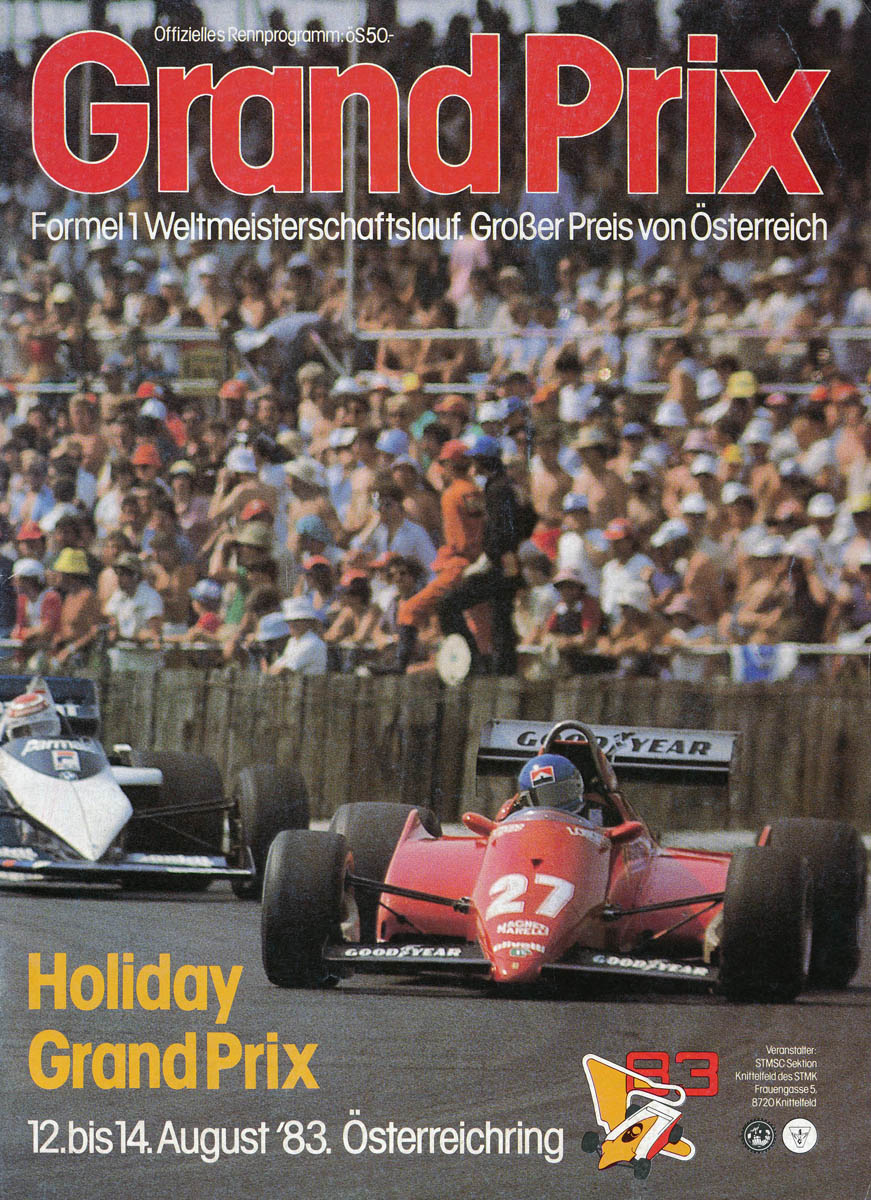 Offizielles Rennprogramm: öS 50.-
Grand Prix
Formel 1 Weltmeisterschaftslauf. Großer Preis von Österreich
Parmalat
GOODYEAR
27
MAGNETI
MARELLI
olivetti
GOODYEAR
GOODYEAR
Holiday
Grand Prix
83
Veranstalter:
STMSC Sektion
Knittelfeld des STMK
Frauengasse 5,
8720 Knittelfeld
12. bis 14. August '83. Österreichring